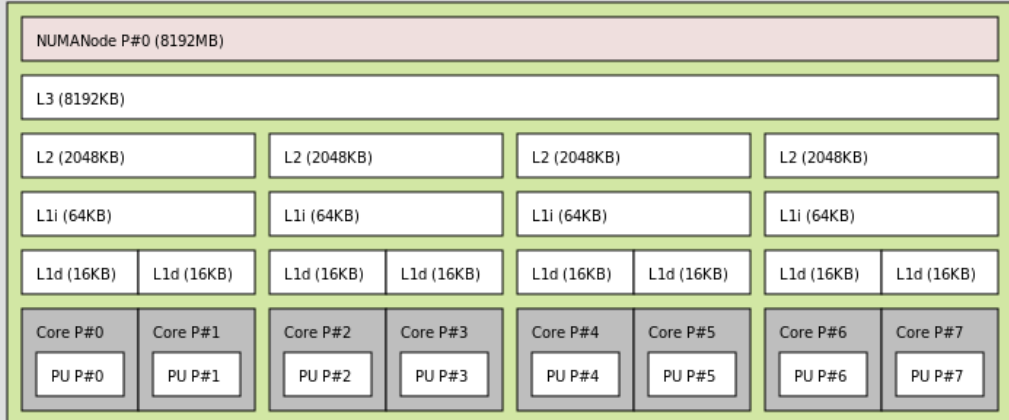 NUMANode P#0 (8192MB)
L3 (8192KB)
L2 (2048KB) L2 (2048KB) L2 (2048KB) L2 (2048KB)
L1i (64KB) L1i (64KB) L1i (64KB) L1i (64KB)
L1d (16KB) L1d (16KB) L1d (16KB) L1d (16KB) L1d (16KB) L1d (16KB) L1d (16KB) L1d (16KB)
Core P#0 Core P#1 Core P#2 Core P#3 Core P#4 Core P#5 Core P#6 Core P#7
PU P#0 PU P#1 PU P#2 PU P#3 PU P#4 PU P#5 PU P#6 PU P#7